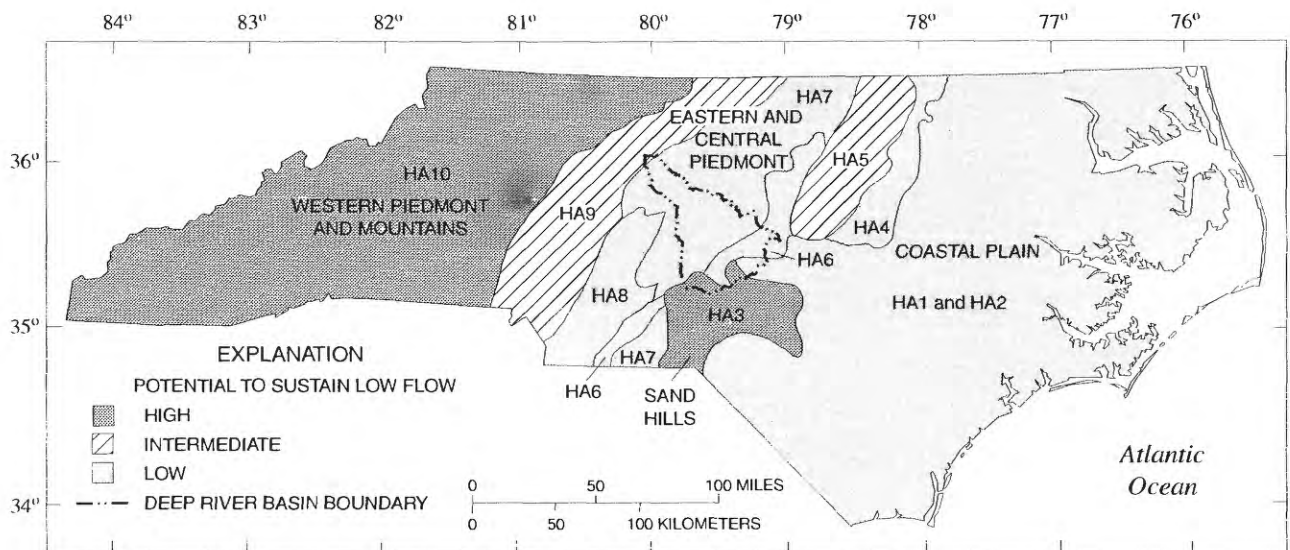 84° 83° 82° 81° 80° 79° 78° 77° 76°
36°
35°
34°
HA7
EASTERN AND
CENTRAL
PIEDMONT
HA5
HA10
WESTERN PIEDMONT
AND MOUNTAINS
HA9
HA4
COASTAL PLAIN
HA6
HA8
HA3
HA1 and HA2
HA7
HA6
SAND
HILLS
EXPLANATION
POTENTIAL TO SUSTAIN LOW FLOW
HIGH
INTERMEDIATE
LOW
DEEP RIVER BASIN BOUNDARY
0 50 100 MILES
0 50 100 KILOMETERS
Atlantic
Ocean